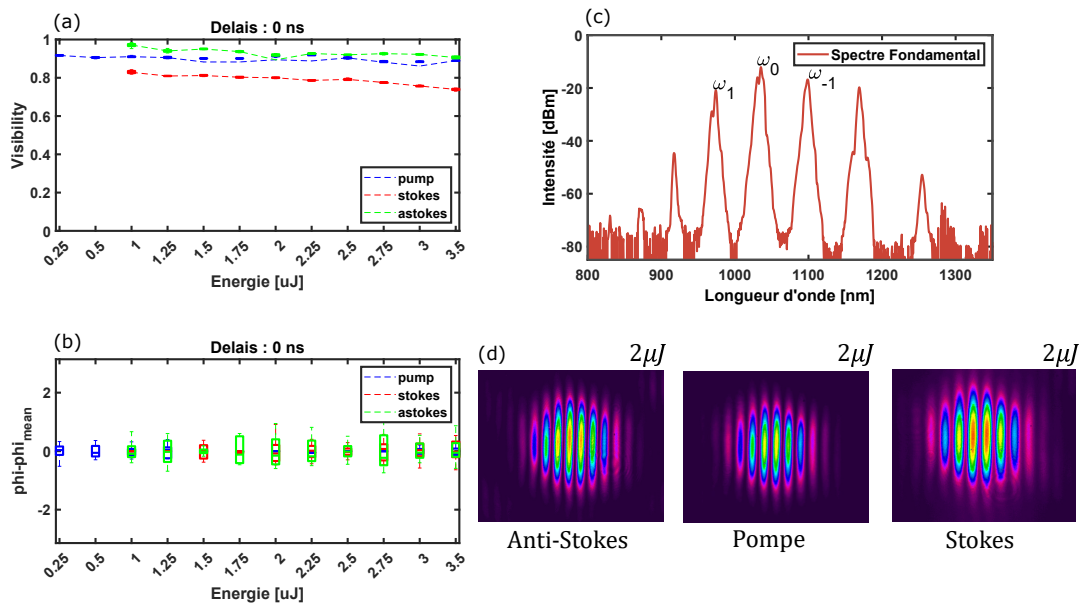 (a)
Delais : 0 ns
Visibility
1
0.8
0.6
0.4
0.2
0
pump
stokes
astokes
0.25
0.5
1
1.25
1.5
1.75
2
2.25
2.5
2.75
3
3.5
Energie [uJ]
(c)
Intensité [dBm]
0
-20
-40
-60
-80
Spectre Fondamental
ω1
ω0
ω-1
800
900
1000
1100
1200
1300
Longueur d'onde [nm]
(b)
Delais : 0 ns
phi-phimean
2
0
-2
pump
stokes
astokes
0.25
0.5
1
1.25
1.5
1.75
2
2.25
2.5
2.75
3
3.5
Energie [uJ]
(d)
2μJ
2μJ
2μJ
Anti-Stokes
Pompe
Stokes